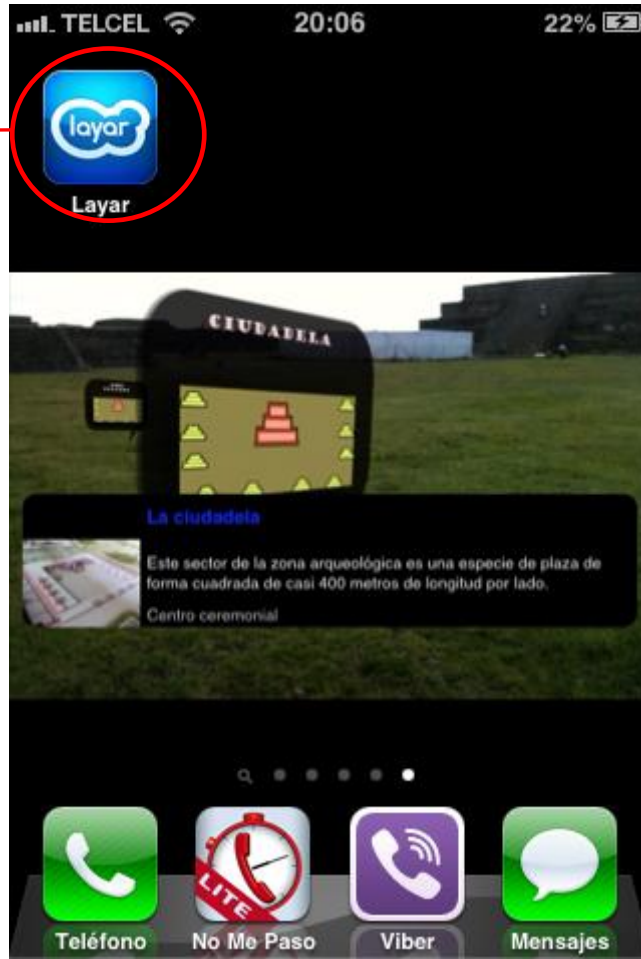 TELCEL 20:06 22%
layar
Layar
CIUDADELA
La ciudadela
Este sector de la zona arqueológica es una especie de plaza de
forma cuadrada de casi 400 metros de longitud por lado.
Centro ceremonial
LITE
Teléfono No Me Paso Viber Mensajes